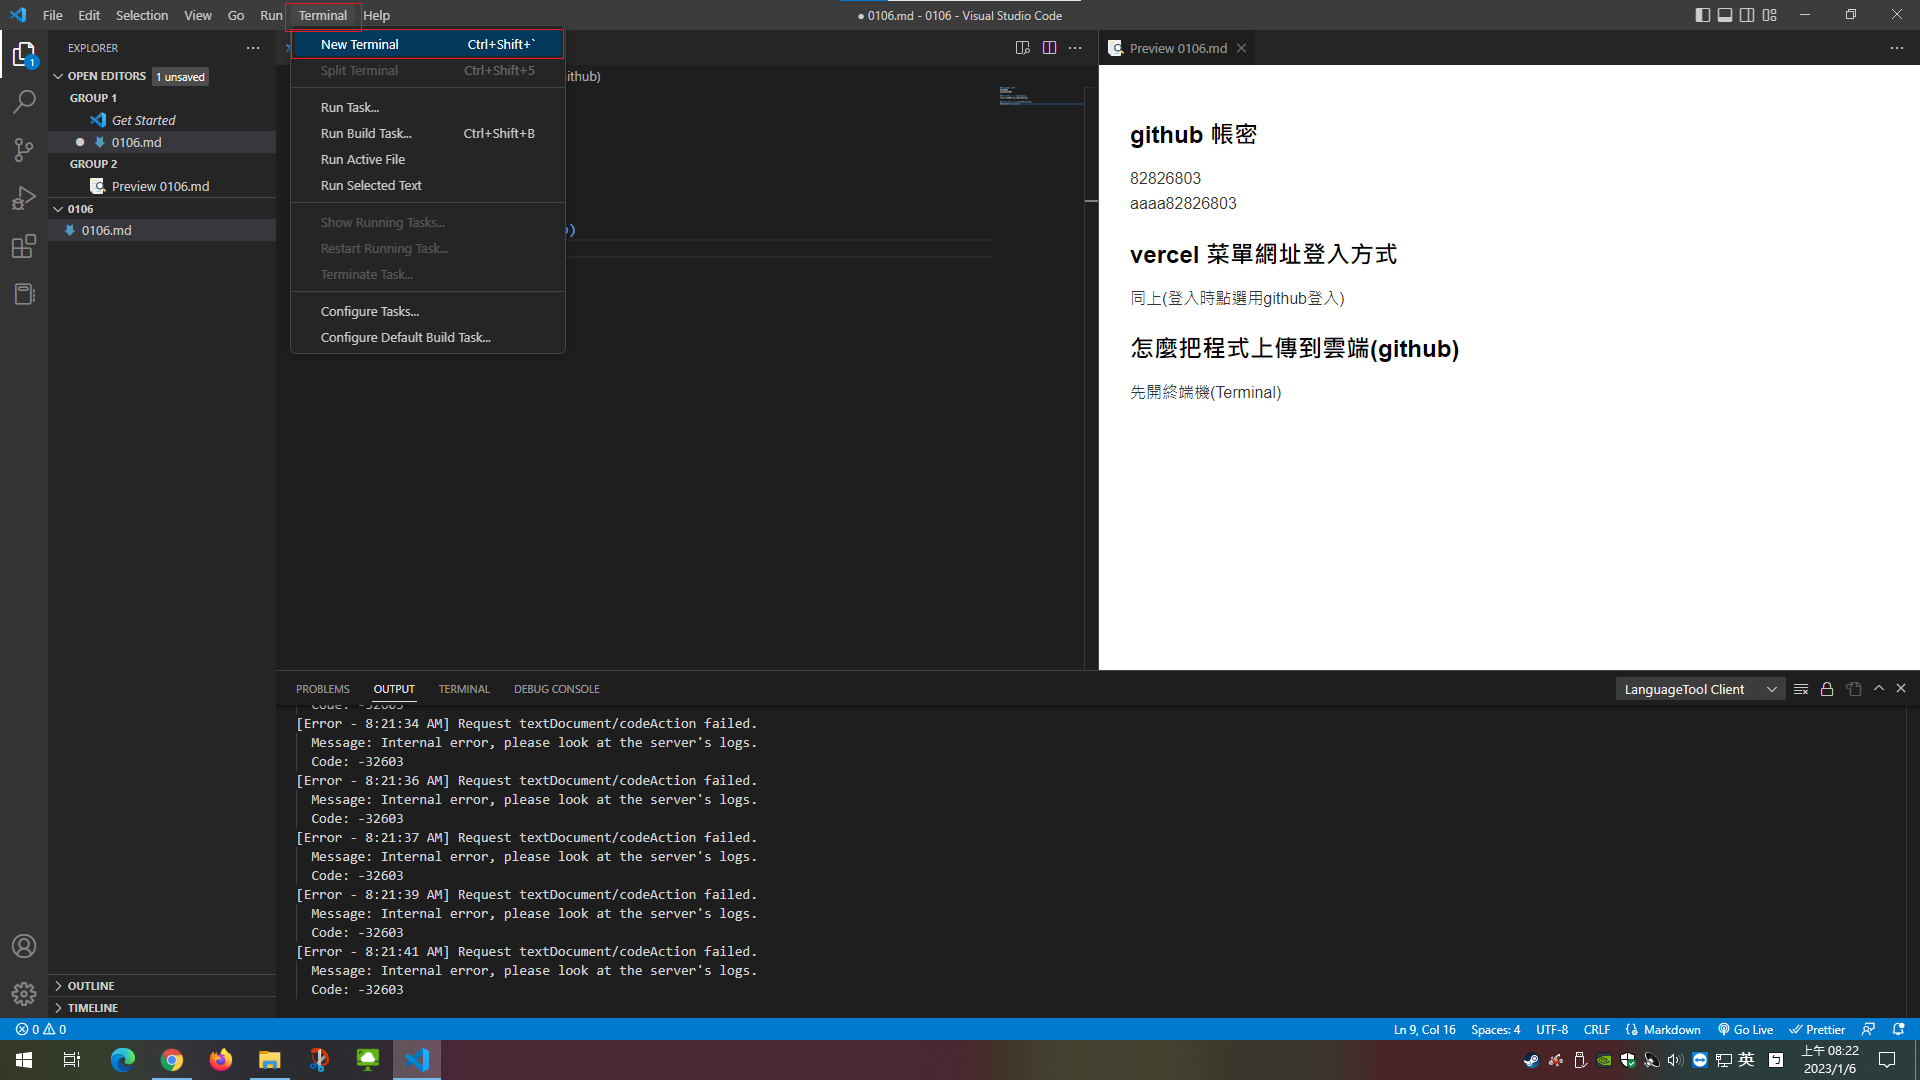 File Edit Selection View Go Run Terminal Help
● 0106.md - 0106 - Visual Studio Code
EXPLORER
OPEN EDITORS 1 unsaved
GROUP 1
Get Started
0106.md
GROUP 2
Preview 0106.md
0106
0106.md
OUTLINE
TIMELINE
1
New Terminal Ctrl+Shift+`
Split Terminal Ctrl+Shift+5
Run Task...
Run Build Task... Ctrl+Shift+B
Run Active File
Run Selected Text
Show Running Tasks...
Restart Running Task...
Terminate Task...
Configure Tasks...
Configure Default Build Task...
ithub)
)
Preview 0106.md
github 帳密
82826803
aaaa82826803
vercel 菜單網址登入方式
同上(登入時點選用github登入)
怎麼把程式上傳到雲端(github)
先開終端機(Terminal)
PROBLEMS OUTPUT TERMINAL DEBUG CONSOLE
LanguageTool Client
Code: -32603
[Error - 8:21:34 AM] Request textDocument/codeAction failed.
Message: Internal error, please look at the server's logs.
Code: -32603
[Error - 8:21:36 AM] Request textDocument/codeAction failed.
Message: Internal error, please look at the server's logs.
Code: -32603
[Error - 8:21:37 AM] Request textDocument/codeAction failed.
Message: Internal error, please look at the server's logs.
Code: -32603
[Error - 8:21:39 AM] Request textDocument/codeAction failed.
Message: Internal error, please look at the server's logs.
Code: -32603
[Error - 8:21:41 AM] Request textDocument/codeAction failed.
Message: Internal error, please look at the server's logs.
Code: -32603
0 0
Ln 9, Col 16 Spaces: 4 UTF-8 CRLF Markdown Go Live Prettier
英
上午 08:22
2023/1/6